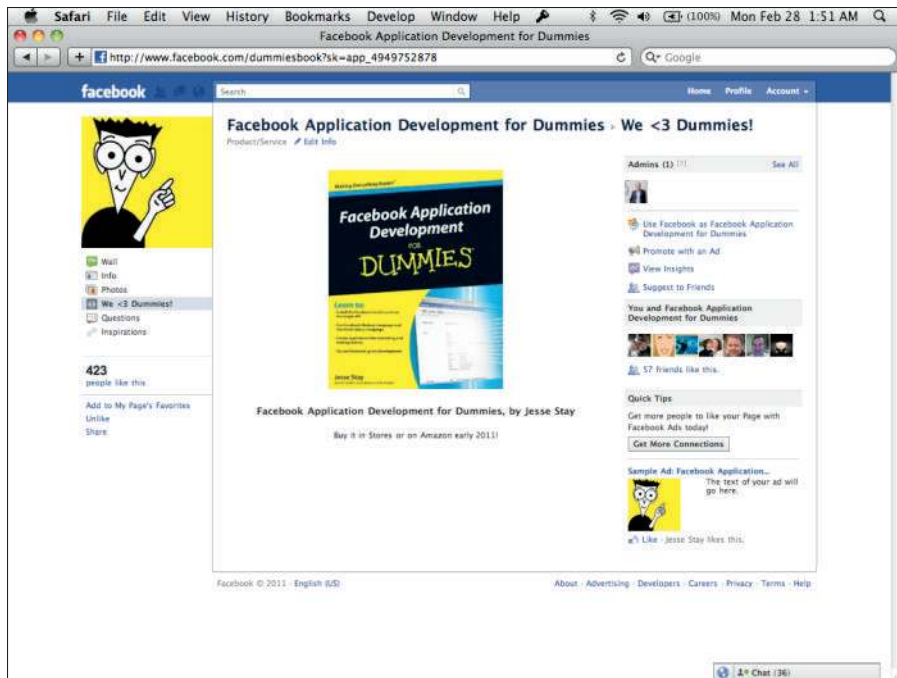 Safari File Edit View History Bookmarks Develop Window Help (100%) Mon Feb 28 1:51 AM
Facebook Application Development for Dummies
http://www.facebook.com/dummiesbook?sk=app_4949752878
Google
facebook
Search
Home Profile Account
Facebook Application Development for Dummies › We <3 Dummies!
Product/Service Edit Info
Wall
Info
Photos
We <3 Dummies!
Questions
Inspirations
423
people like this
Add to My Page's Favorites
Unlike
Share
Making Everything Easier!
Facebook Application
Development
FOR
DUMMIES
Learn to:
Jesse Stay
Facebook Application Development for Dummies, by Jesse Stay
Buy it in Stores or on Amazon early 2011!
Admins (1) [?] See All
Use Facebook as Facebook Application
Development for Dummies
Promote with an Ad
View Insights
Suggest to Friends
You and Facebook Application
Development for Dummies
57 friends like this.
Quick Tips
Get more people to like your Page with
Facebook Ads today!
Get More Connections
Sample Ad: Facebook Application...
The text of your ad will
go here.
Like · Jesse Stay likes this.
Facebook © 2011 · English (US)
About · Advertising · Developers · Careers · Privacy · Terms · Help
Chat (36)